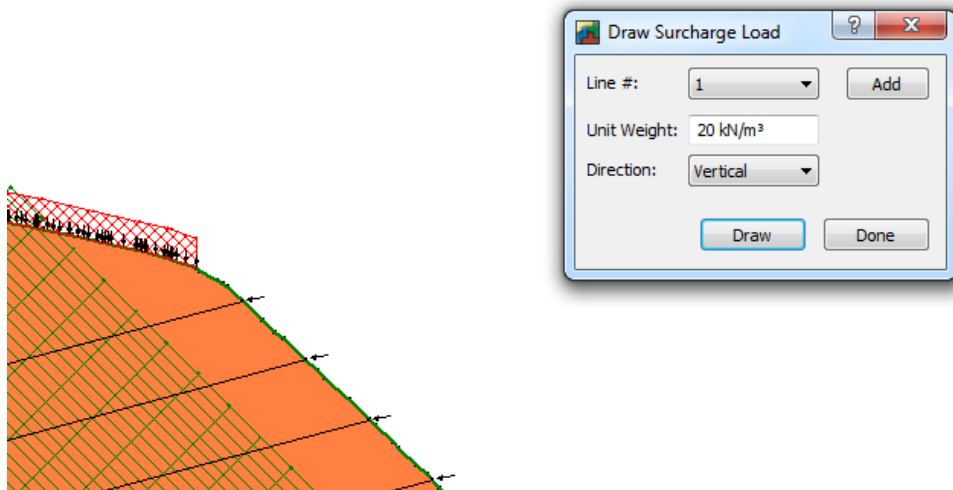 Draw Surcharge Load
?
Line #:
1
Add
Unit Weight:
20 kN/m³
Direction:
Vertical
Draw
Done